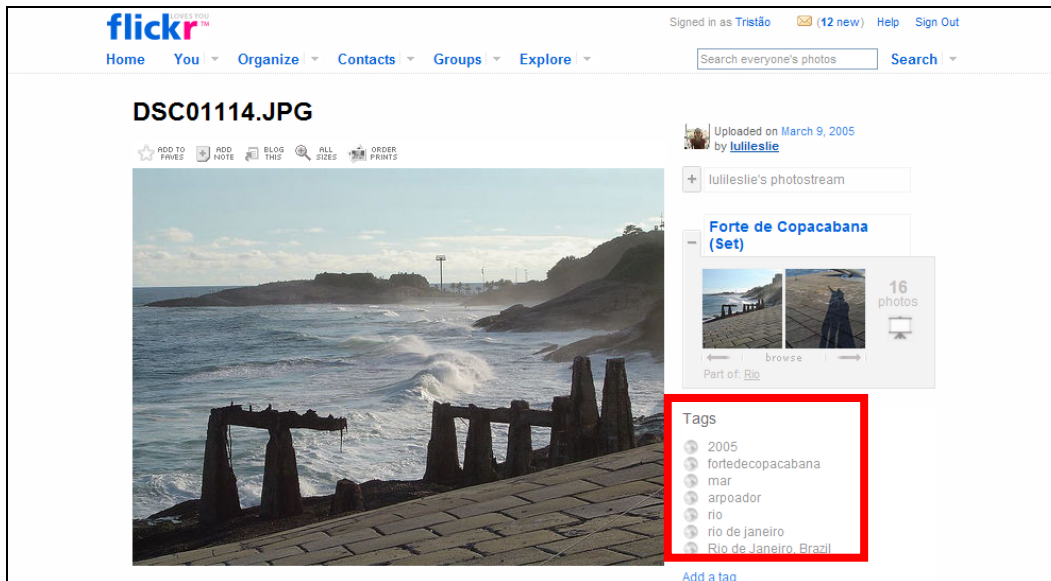 LOVES YOU
flickr™
Signed in as Tristão (12 new) Help Sign Out
Home You Organize Contacts Groups Explore
Search everyone's photos Search
DSC01114.JPG
ADD TO FAVES ADD NOTE BLOG THIS ALL SIZES ORDER PRINTS
Uploaded on March 9, 2005
by lulileslie
+ lulileslie's photostream
Forte de Copacabana
(Set)
16
photos
browse
Part of: Rio
Tags
2005
fortedecopacabana
mar
arpoador
rio
rio de janeiro
Rio de Janeiro, Brazil
Add a tag